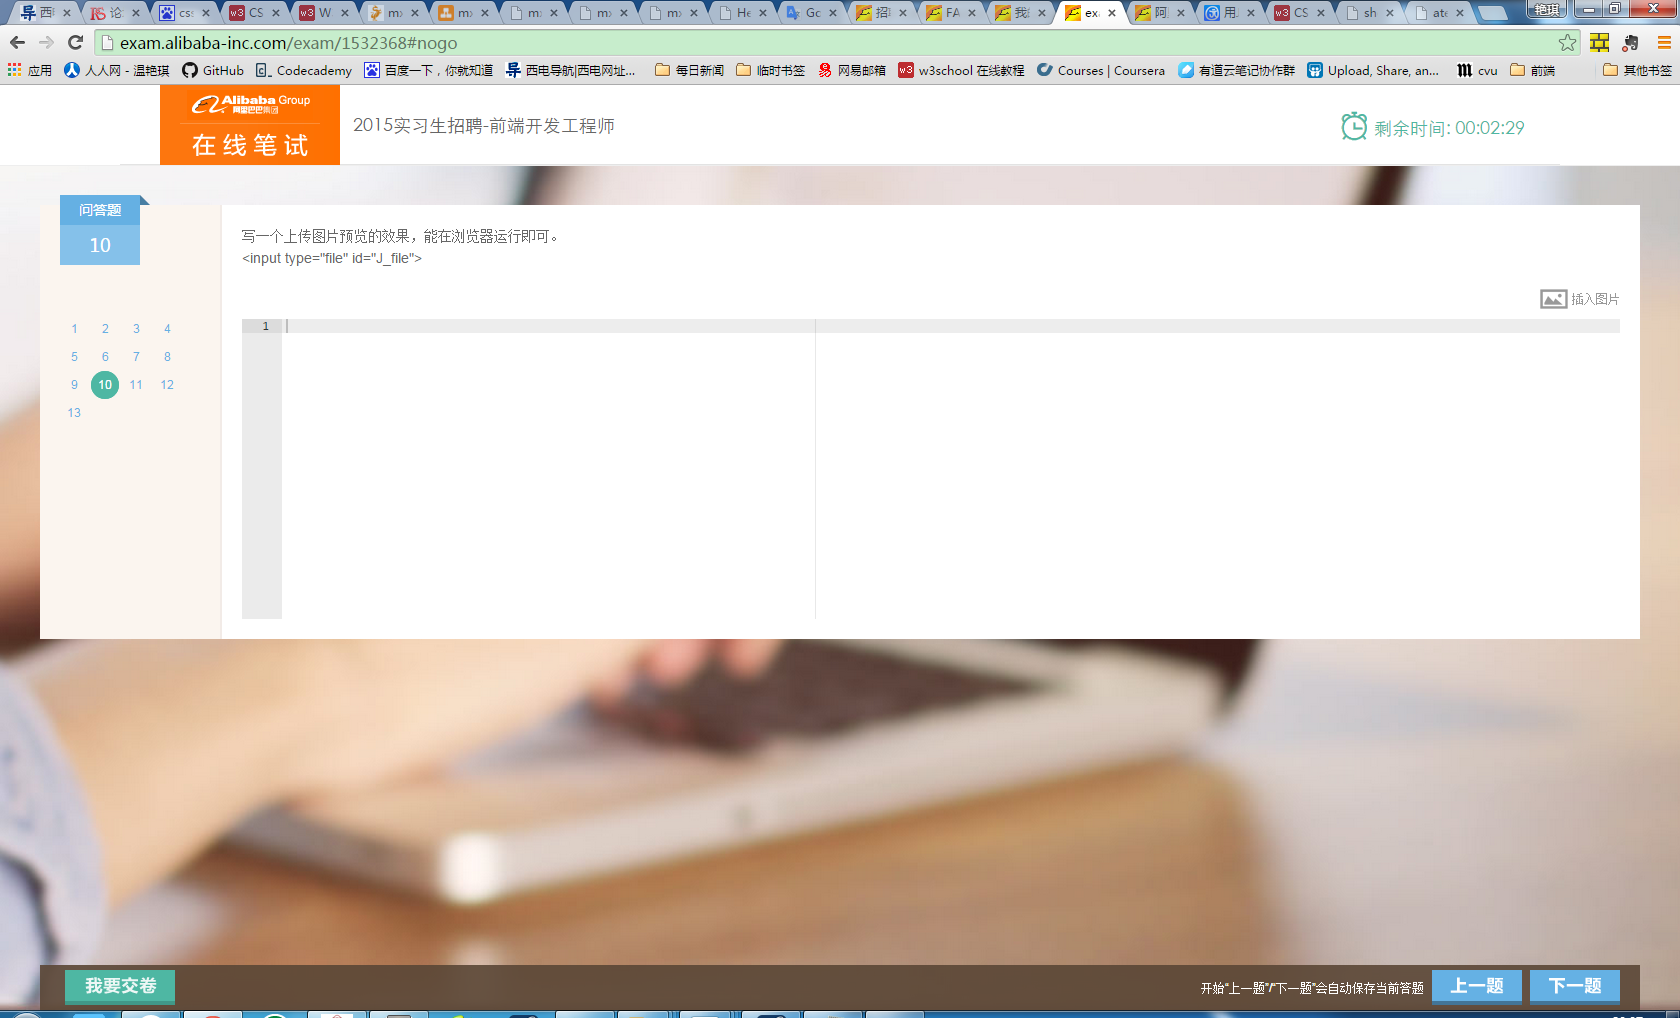 西
论
css
CS
W
mx
mx
m
m
m
He
Gc
招
FA
我
ex
阿
用
CS
sh
ate
艳琪
exam.alibaba-inc.com/exam/1532368#nogo
应用 人人网 - 温艳琪 GitHub Codecademy 百度一下，你就知道 西电导航|西电网址... 每日新闻 临时书签 网易邮箱 w3school 在线教程 Courses | Coursera 有道云笔记协作群 Upload, Share, an... cvu 前端 其他书签
Alibaba Group
阿里巴巴集团
在线笔试
2015实习生招聘-前端开发工程师
剩余时间: 00:02:29
问答题
10
1 2 3 4
5 6 7 8
9 10 11 12
13
写一个上传图片预览的效果，能在浏览器运行即可。
<input type="file" id="J_file">
插入图片
1
我要交卷
开始“上一题”/“下一题”会自动保存当前答题
上一题
下一题